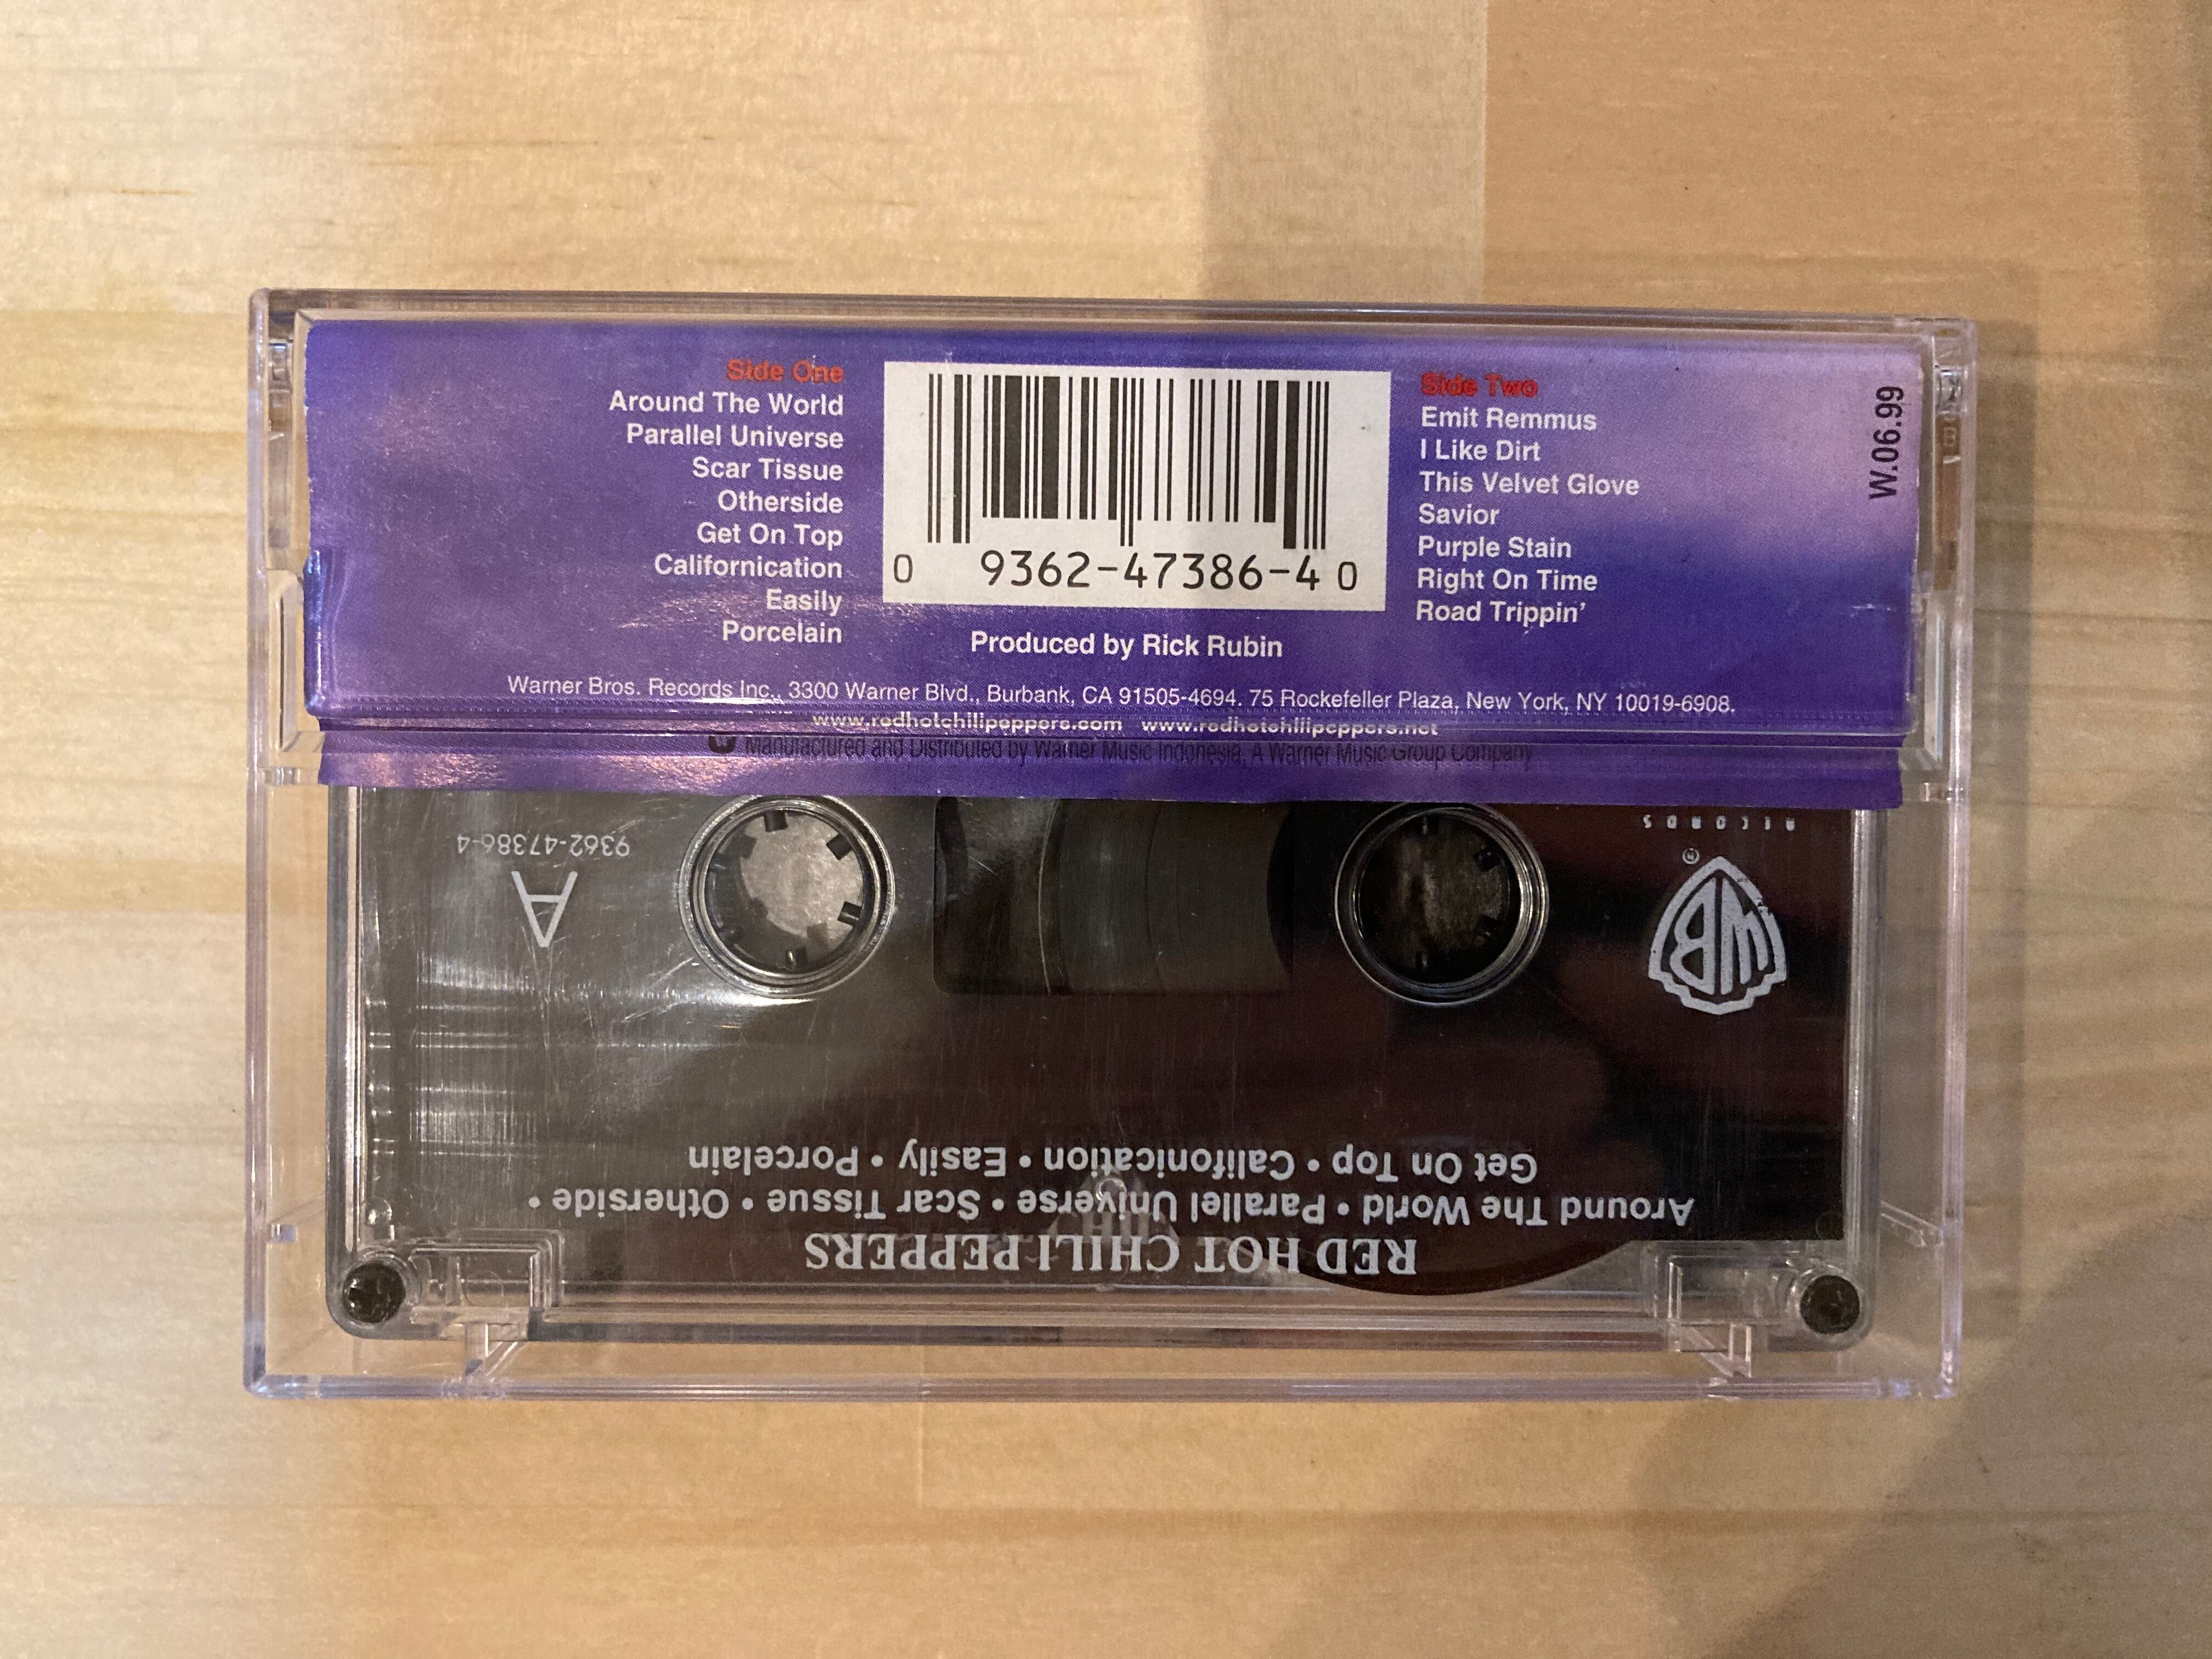 Side One
Around The World
Parallel Universe
Scar Tissue
Otherside
Get On Top
Californication
Easily
Porcelain
0 9362-47386-4 0
Produced by Rick Rubin
Side Two
Emit Remmus
I Like Dirt
This Velvet Glove
Savior
Purple Stain
Right On Time
Road Trippin'
W.06.99
Warner Bros. Records Inc., 3300 Warner Blvd., Burbank, CA 91505-4694. 75 Rockefeller Plaza, New York, NY 10019-6908.
www.redhotchilipeppers.com www.redhotchilipeppers.net
Manufactured and Distributed by Warner Music Indonesia, A Warner Music Group Company
RED HOT CHILI PEPPERS
Around The World • Parallel Universe • Scar Tissue • Otherside •
Get On Top • Califonication • Easily • Porcelain
WB
®
RECORDS
A
9362-47386-4